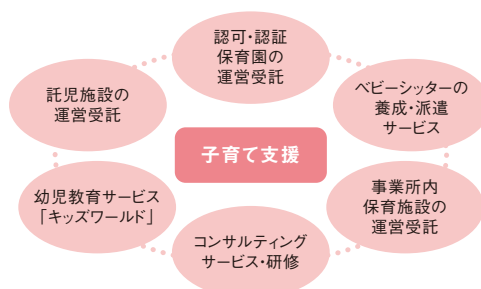 認可・認証
保育園の
運営受託
託児施設の
運営受託
ベビーシッターの
養成・派遣
サービス
子育て支援
幼児教育サービス
「キッズワールド」
事業所内
保育施設の
運営受託
コンサルティング
サービス・研修